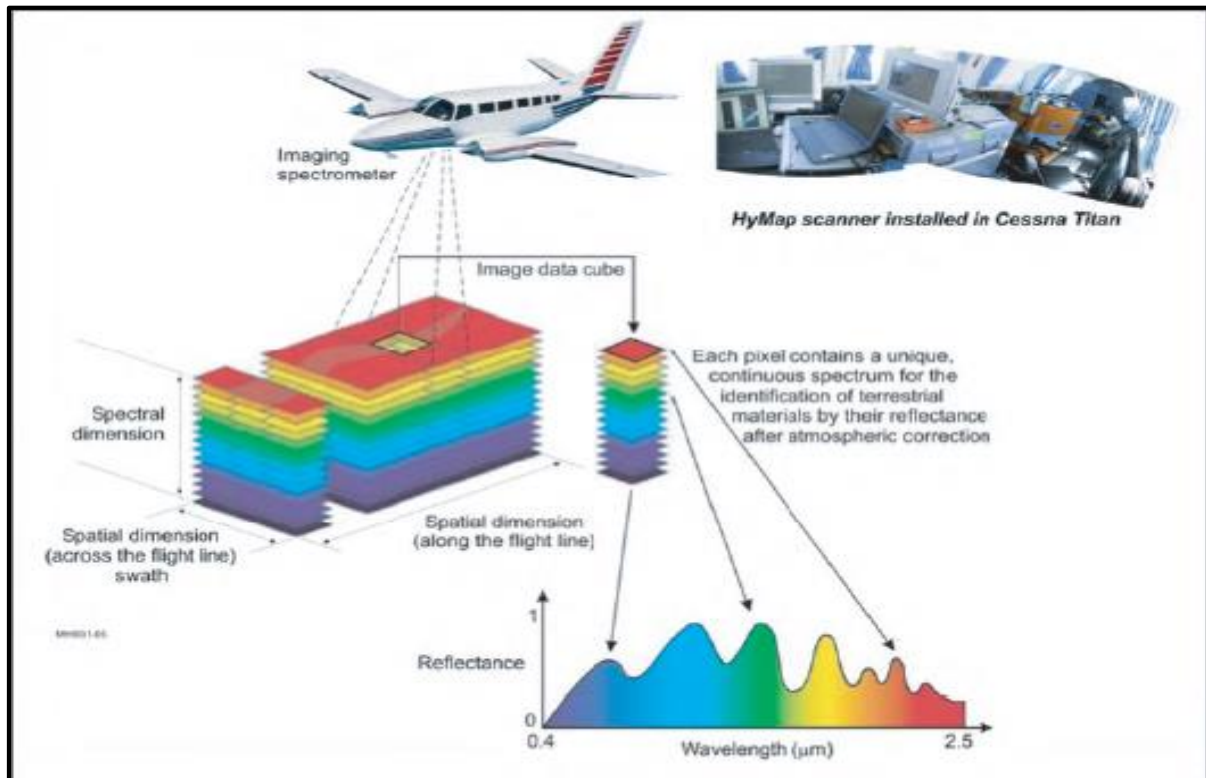 Imaging
spectrometer
HyMap scanner installed in Cessna Titan
Image data cube
Each pixel contains a unique,
continuous spectrum for the
identification of terrestrial
materials by their reflectance
after atmospheric correction
Spectral
dimension
Spatial dimension
(across the flight line)
swath
Spatial dimension
(along the flight line)
1
Reflectance
0
0.4
Wavelength (μm)
2.5